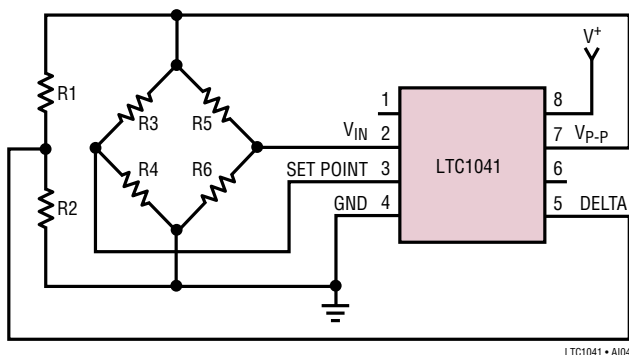 V+
R1
1
8
R3
R5
VIN
2
7
VP-P
SET POINT
3
LTC1041
6
R4
R6
R2
GND
4
5
DELTA
LTC1041 • AI04